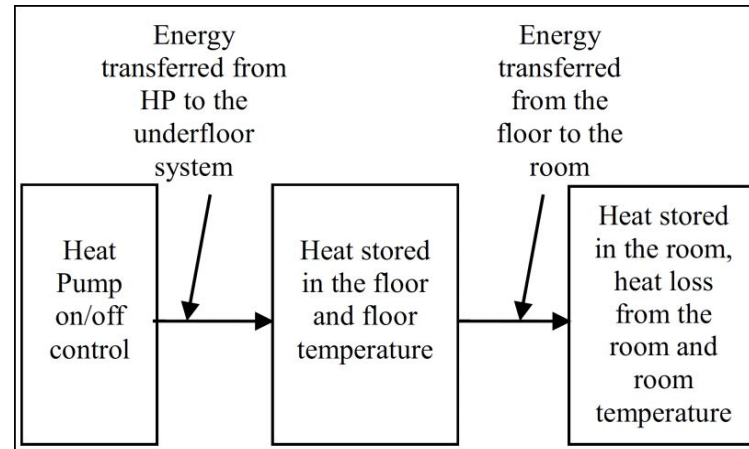 Energy
transferred from
HP to the
underfloor
system
Energy
transferred
from the
floor to the
room
Heat
Pump
on/off
control
Heat stored
in the floor
and floor
temperature
Heat stored
in the room,
heat loss
from the
room and
room
temperature